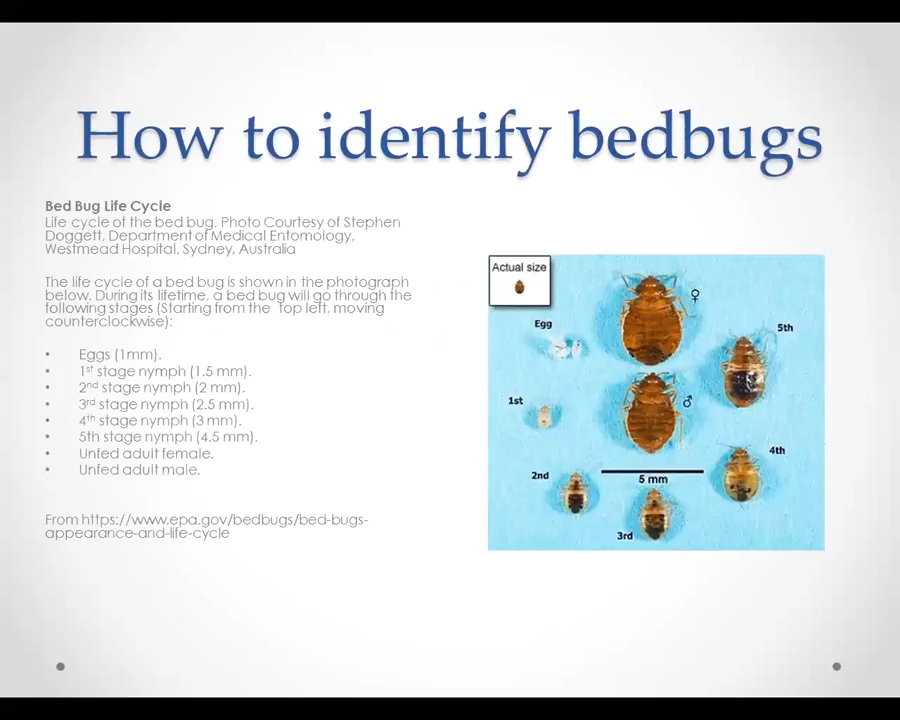 How to identify bedbugs
Bed Bug Life Cycle
Life cycle of the bed bug. Photo Courtesy of Stephen
Doggett, Department of Medical Entomology,
Westmead Hospital, Sydney, Australia
The life cycle of a bed bug is shown in the photograph
below. During its lifetime, a bed bug will go through the
following stages (Starting from the Top left, moving
counterclockwise):
• Eggs (1mm).
• 1st stage nymph (1.5 mm).
• 2nd stage nymph (2 mm).
• 3rd stage nymph (2.5 mm).
• 4th stage nymph (3 mm).
• 5th stage nymph (4.5 mm).
• Unfed adult female.
• Unfed adult male.
From https://www.epa.gov/bedbugs/bed-bugs-
appearance-and-life-cycle
Actual size
♀
Egg
5th
1st
♂
4th
2nd
5 mm
3rd